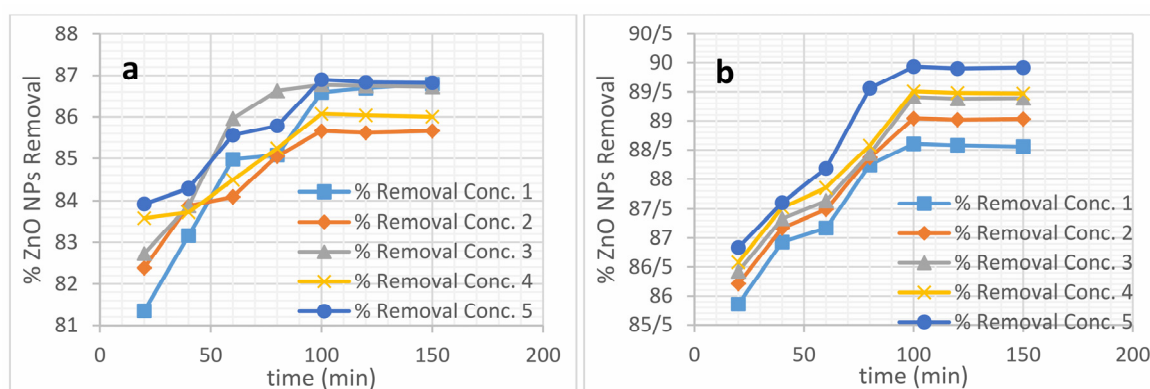 88
87
86
85
84
83
82
81
% ZnO NPs Removal
a
% Removal Conc. 1
% Removal Conc. 2
% Removal Conc. 3
% Removal Conc. 4
% Removal Conc. 5
0 50 100 150 200
time (min)
90/5
90
89/5
89
88/5
88
87/5
87
86/5
86
85/5
% ZnO NPs Removal
b
% Removal Conc. 1
% Removal Conc. 2
% Removal Conc. 3
% Removal Conc. 4
% Removal Conc. 5
0 50 100 150 200
time (min)